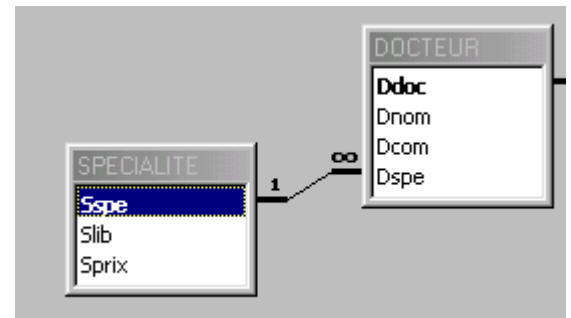 DOCTEUR
Ddoc
Dnom
Dcom
Dspe
∞
1
SPECIALITE
Sspe
Slib
Sprix